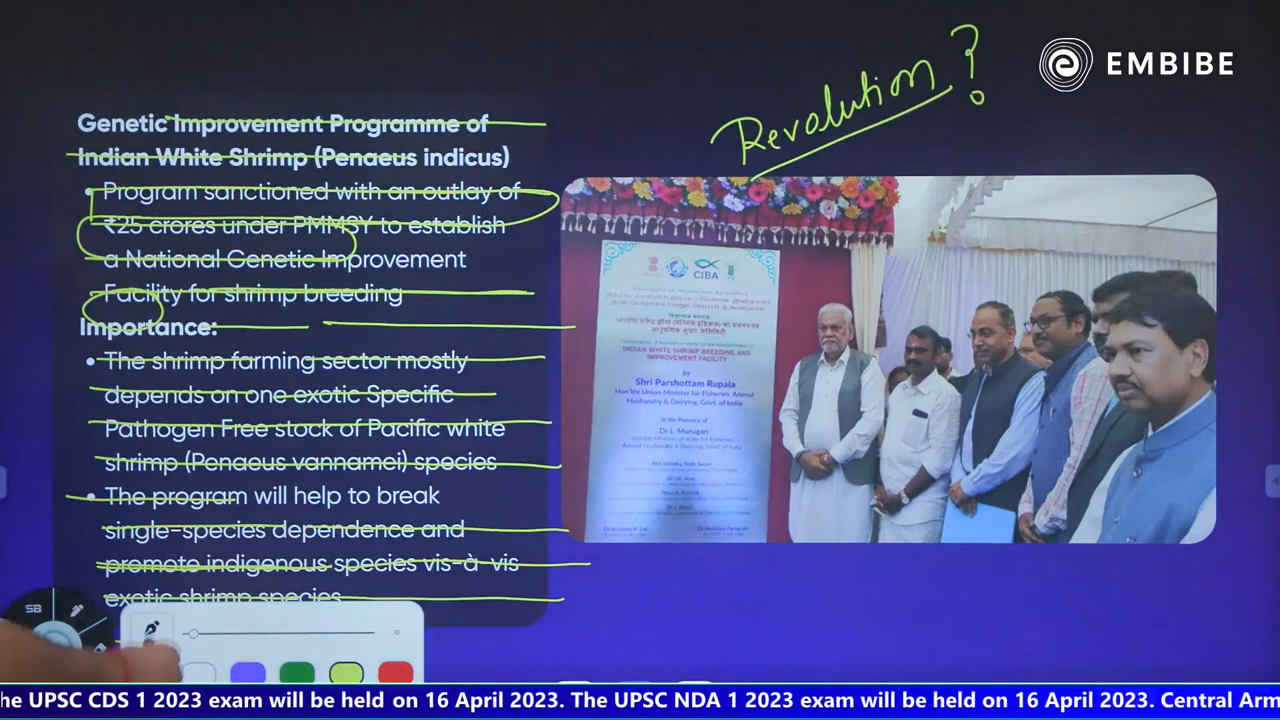 Revolution?
EMBIBE
Genetic Improvement Programme of
Indian White Shrimp (Penaeus indicus)
• Program sanctioned with an outlay of
₹25 crores under PMMSY to establish
a National Genetic Improvement
Facility for shrimp breeding
Importance:
• The shrimp farming sector mostly
depends on one exotic Specific
Pathogen Free stock of Pacific white
shrimp (Penaeus vannamei) species
• The program will help to break
single-species dependence and
promote indigenous species vis-à-vis
exotic shrimp species
CIBA
INDIAN WHITE SHRIMP BREEDING AND
IMPROVEMENT FACILITY
by
Shri Parshottam Rupala
Hon'ble Union Minister for Fisheries, Animal
Husbandry & Dairying, Govt. of India
In the Presence of
Dr L. Murugan
SB
he UPSC CDS 1 2023 exam will be held on 16 April 2023. The UPSC NDA 1 2023 exam will be held on 16 April 2023. Central Arm